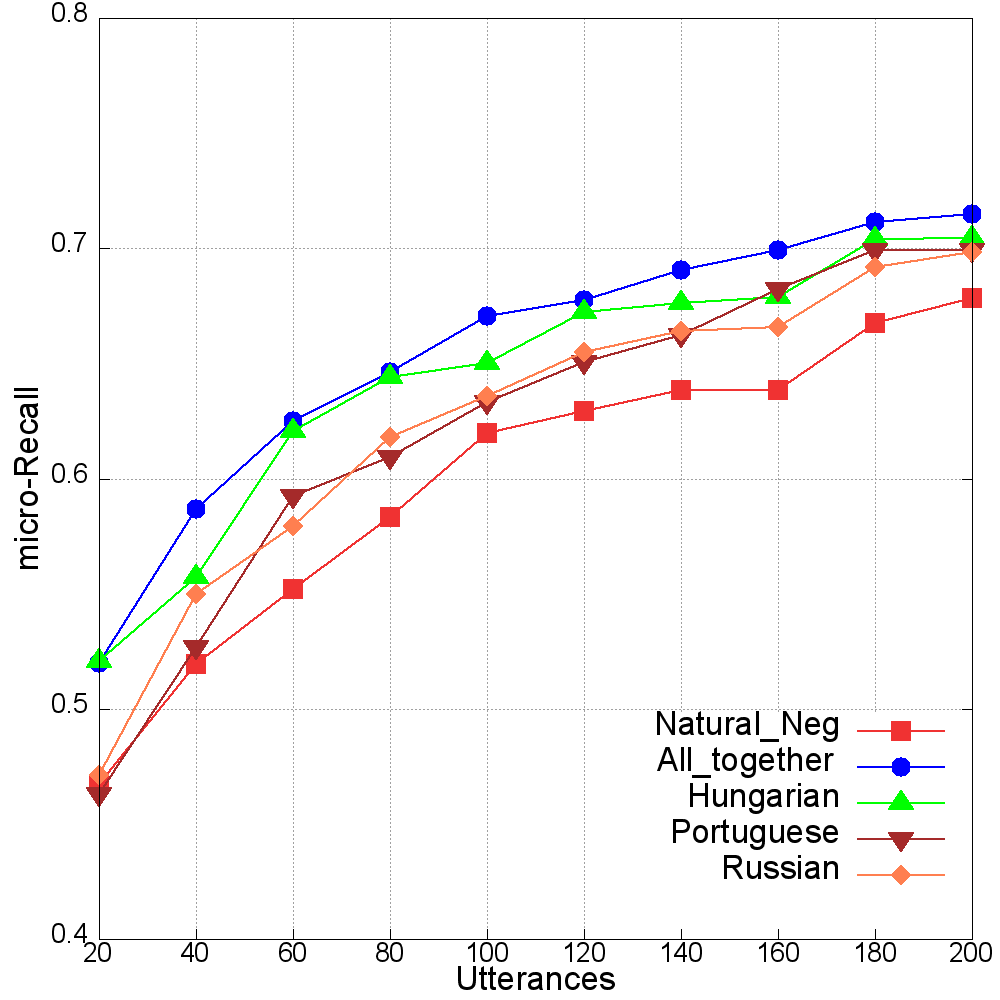 micro-Recall
0.8
0.7
0.6
0.5
0.4
20 40 60 80 100 120 140 160 180 200
Utterances
Natural_Neg
All_together
Hungarian
Portuguese
Russian